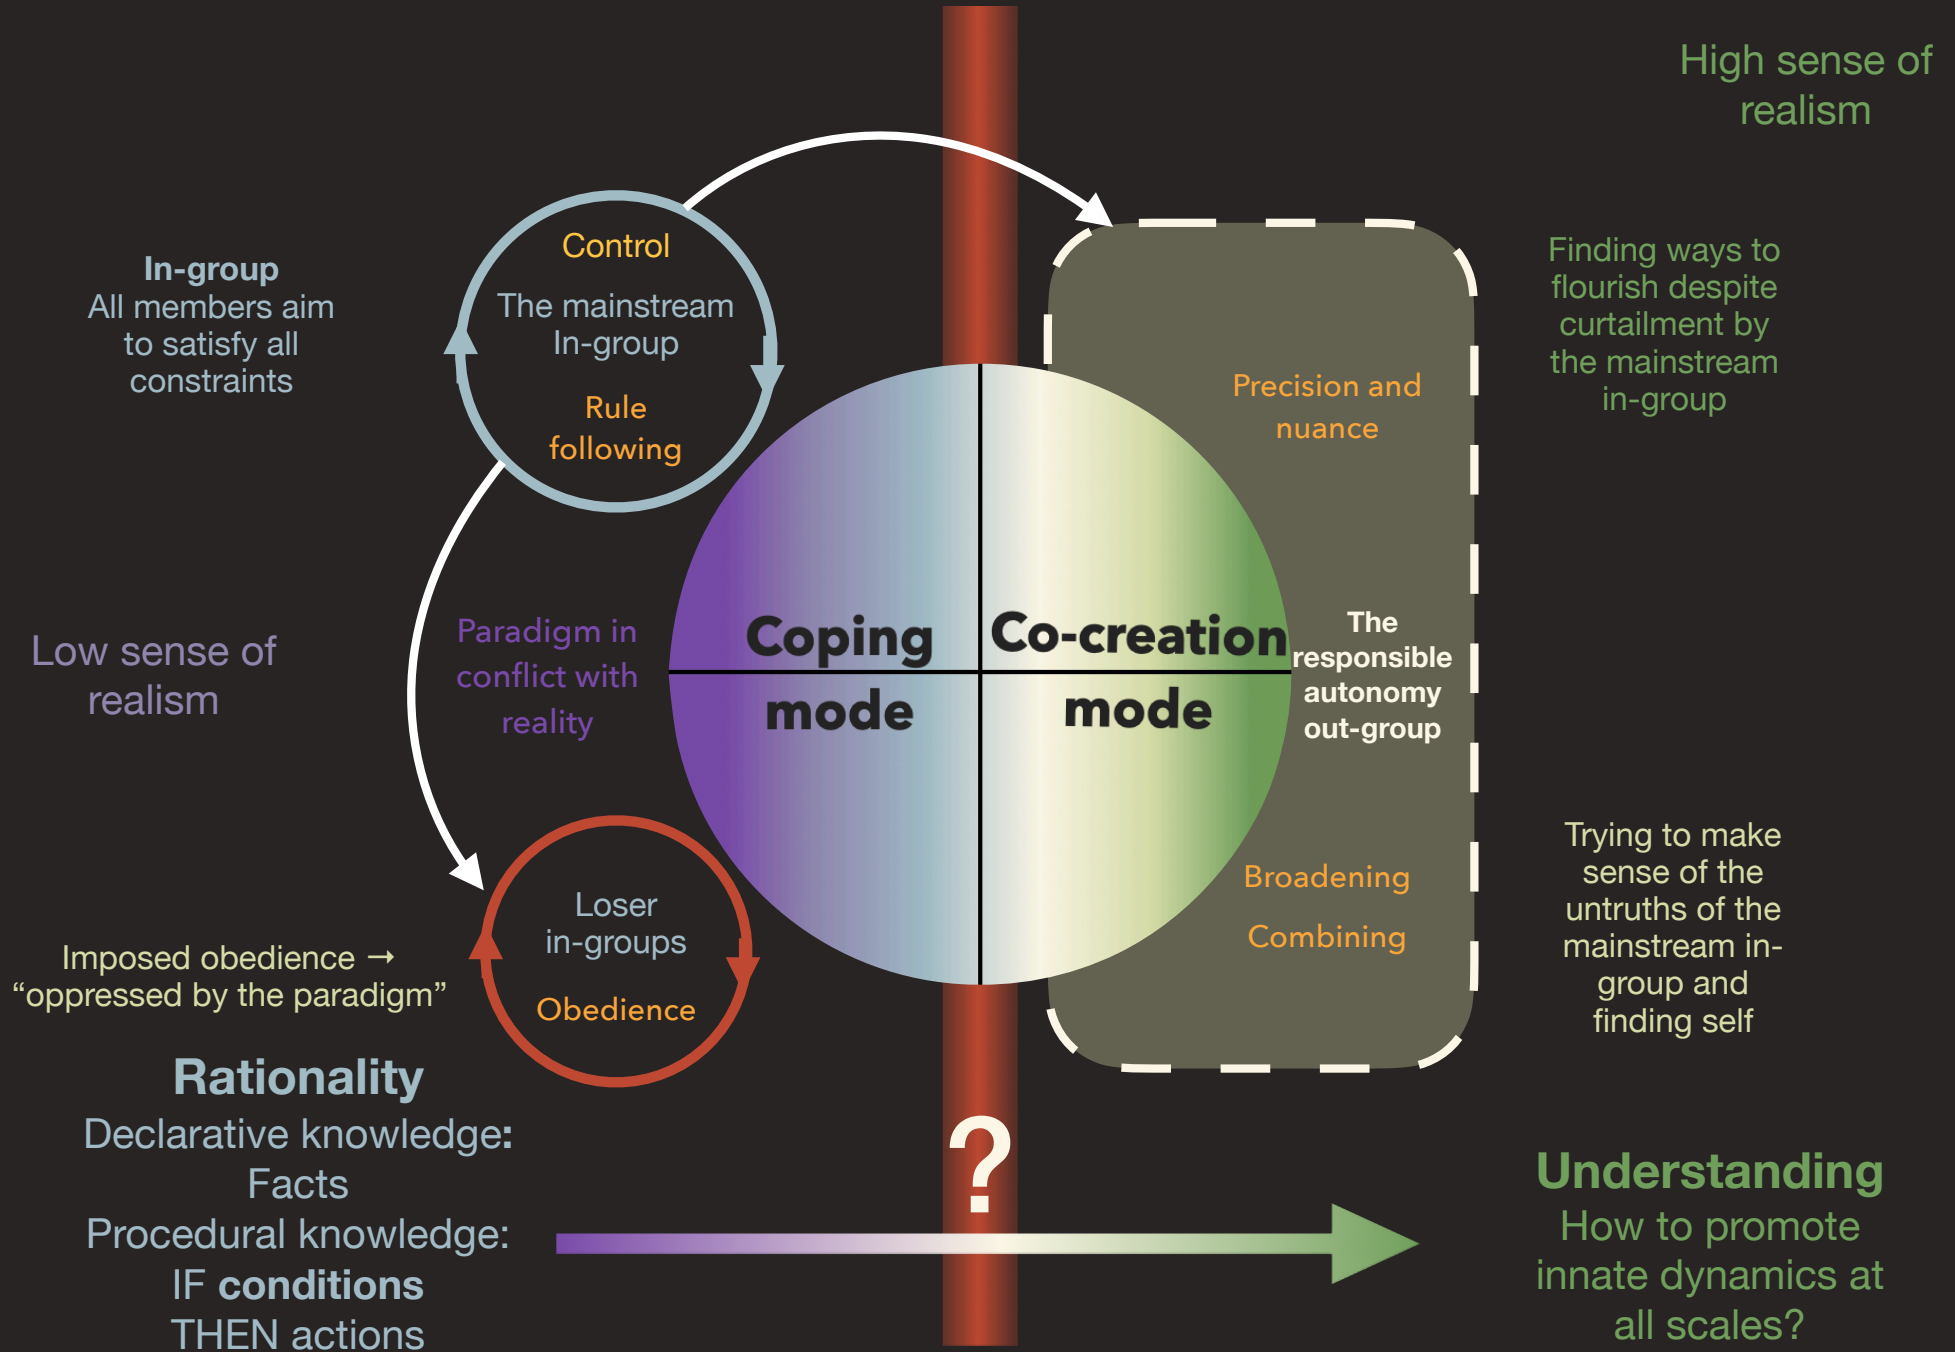 High sense of
realism
Control
The mainstream
In-group
Rule
following
In-group
All members aim
to satisfy all
constraints
Finding ways to
flourish despite
curtailment by
the mainstream
in-group
Precision and
nuance
Low sense of
realism
Paradigm in
conflict with
reality
Coping
mode
Co-creation
mode
The
responsible
autonomy
out-group
Broadening
Combining
Trying to make
sense of the
untruths of the
mainstream in-
group and
finding self
Loser
in-groups
Obedience
Imposed obedience →
“oppressed by the paradigm”
Rationality
Declarative knowledge:
Facts
Procedural knowledge:
IF conditions
THEN actions
?
Understanding
How to promote
innate dynamics at
all scales?